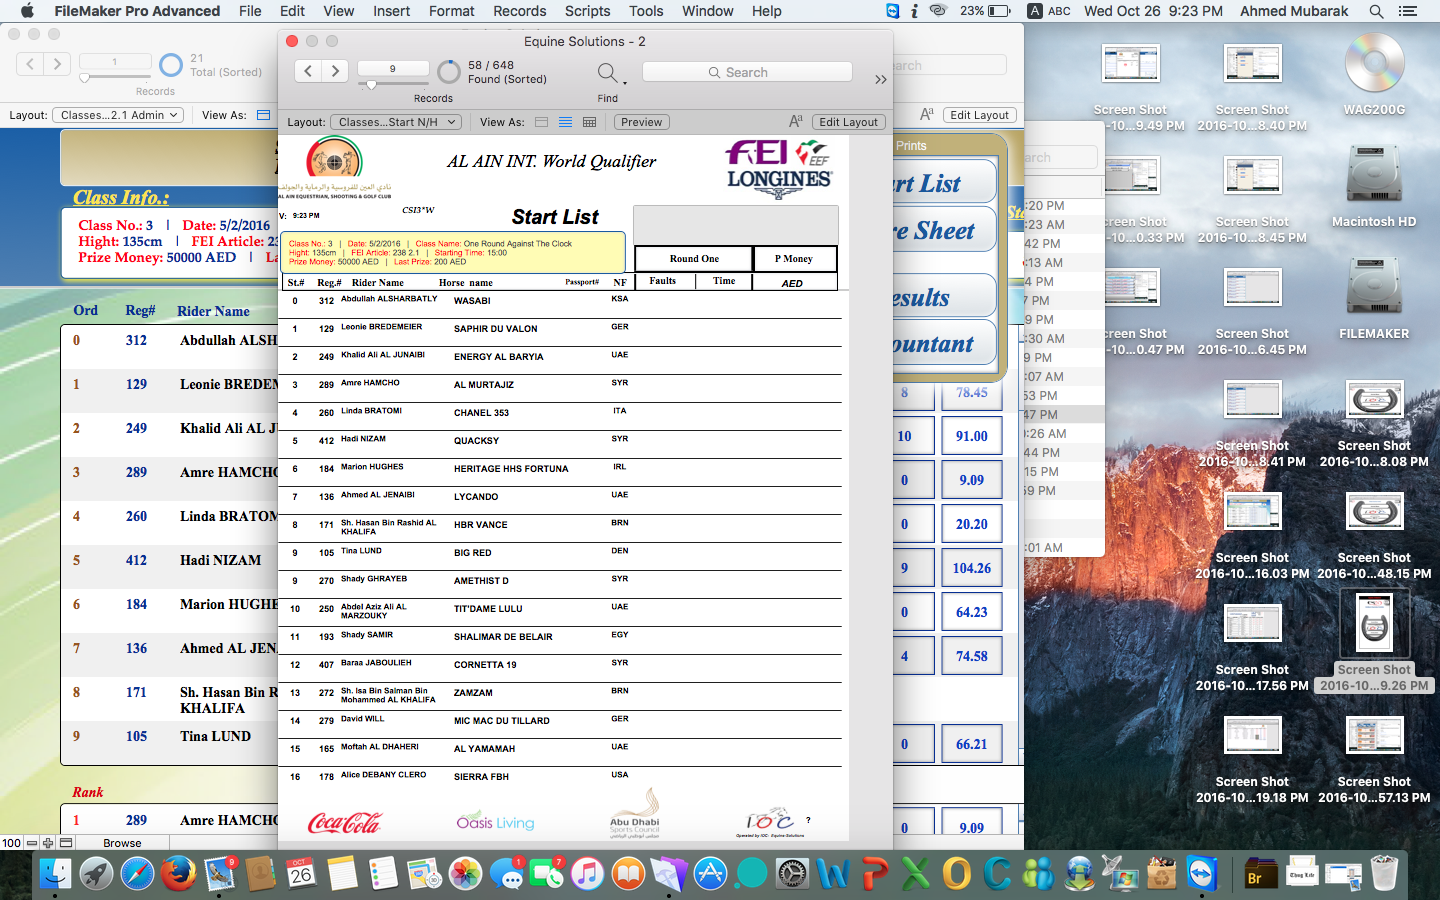 FileMaker Pro Advanced File Edit View Insert Format Records Scripts Tools Window Help 23% A ABC Wed Oct 26 9:23 PM Ahmed Mubarak
1
21
Total (Sorted)
Records
Layout: Classes...2.1 Admin View As:
Class Info.:
Class No.: 3 | Date: 5/2/2016
Hight: 135cm | FEI Article: 23
Prize Money: 50000 AED | La
Ord Reg# Rider Name
0 312 Abdullah ALSH
1 129 Leonie BREDEM
2 249 Khalid Ali AL J
3 289 Amre HAMCHO
4 260 Linda BRATOM
5 412 Hadi NIZAM
6 184 Marion HUGHE
7 136 Ahmed AL JEN
8 171 Sh. Hasan Bin R
KHALIFA
9 105 Tina LUND
Rank
1 289 Amre HAMCH
100 Browse
Equine Solutions - 2
9
58 / 648
Found (Sorted)
Records
Find
Search
Layout: Classes...Start N/H View As: Preview Edit Layout
AL AIN INT. World Qualifier
نادي العين للفروسية والرماية والجولف
AL AIN EQUESTRIAN, SHOOTING & GOLF CLUB
FEI EEF
LONGINES
V: 9:23 PM
CSI3*W
Start List
Class No.: 3 | Date: 5/2/2016 | Class Name: One Round Against The Clock
Hight: 135cm | FEI Article: 238 2.1 | Starting Time: 15:00
Prize Money: 50000 AED | Last Prize: 200 AED
Round One P Money
St.# Reg.# Rider Name Horse name Passport# NF Faults Time AED
0 312 Abdullah ALSHARBATLY WASABI KSA
1 129 Leonie BREDEMEIER SAPHIR DU VALON GER
2 249 Khalid Ali AL JUNAIBI ENERGY AL BARYIA UAE
3 289 Amre HAMCHO AL MURTAJIZ SYR
4 260 Linda BRATOMI CHANEL 353 ITA
5 412 Hadi NIZAM QUACKSY SYR
6 184 Marion HUGHES HERITAGE HHS FORTUNA IRL
7 136 Ahmed AL JENAIBI LYCANDO UAE
8 171 Sh. Hasan Bin Rashid AL KHALIFA HBR VANCE BRN
9 105 Tina LUND BIG RED DEN
9 270 Shady GHRAYEB AMETHIST D SYR
10 250 Abdel Aziz Ali AL MARZOUKY TIT'DAME LULU UAE
11 193 Shady SAMIR SHALIMAR DE BELAIR EGY
12 407 Baraa JABOULIEH CORNETTA 19 SYR
13 272 Sh. Isa Bin Salman Bin Mohammed AL KHALIFA ZAMZAM BRN
14 279 David WILL MIC MAC DU TILLARD GER
15 165 Moftah AL DHAHERI AL YAMAMAH UAE
16 178 Alice DEBANY CLERO SIERRA FBH USA
Coca-Cola
Oasis Living
Abu Dhabi
Sports Council
IOC
Operated by IOC- Equine-Solutions
?
arch
Edit Layout
Prints
rt List
re Sheet
esults
ountant
8 78.45
10 91.00
0 9.09
0 20.20
9 104.26
0 64.23
4 74.58
0 66.21
0 9.09
arch
:20 PM
:23 AM
:42 PM
:13 AM
4 PM
7 PM
9 PM
:30 AM
9 PM
:07 AM
:53 PM
:47 PM
:26 AM
:44 PM
:15 PM
:59 PM
:01 AM
Screen Shot
2016-10...9.49 PM
Screen Shot
2016-10...8.40 PM
WAG200G
...0.33 PM
Screen Shot
2016-10...8.45 PM
Macintosh HD
...0.47 PM
Screen Shot
2016-10...6.45 PM
FILEMAKER
Screen Shot
2016-10...8.41 PM
Screen Shot
2016-10...8.08 PM
Screen Shot
2016-10...16.03 PM
Screen Shot
2016-10...48.15 PM
Screen Shot
2016-10...17.56 PM
Screen Shot
2016-10...9.26 PM
Screen Shot
2016-10...19.18 PM
Screen Shot
2016-10...57.13 PM
9
OCT
26
1
7
Br
Thug Life